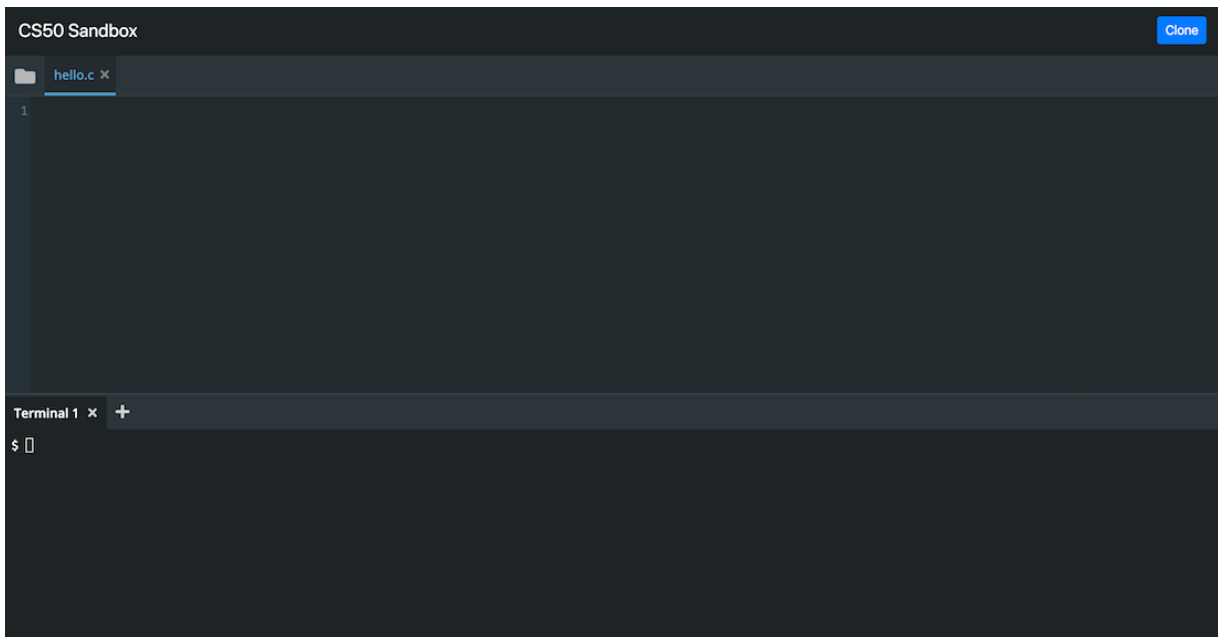 CS50 Sandbox
Clone
hello.c ×
1
Terminal 1 × +
$